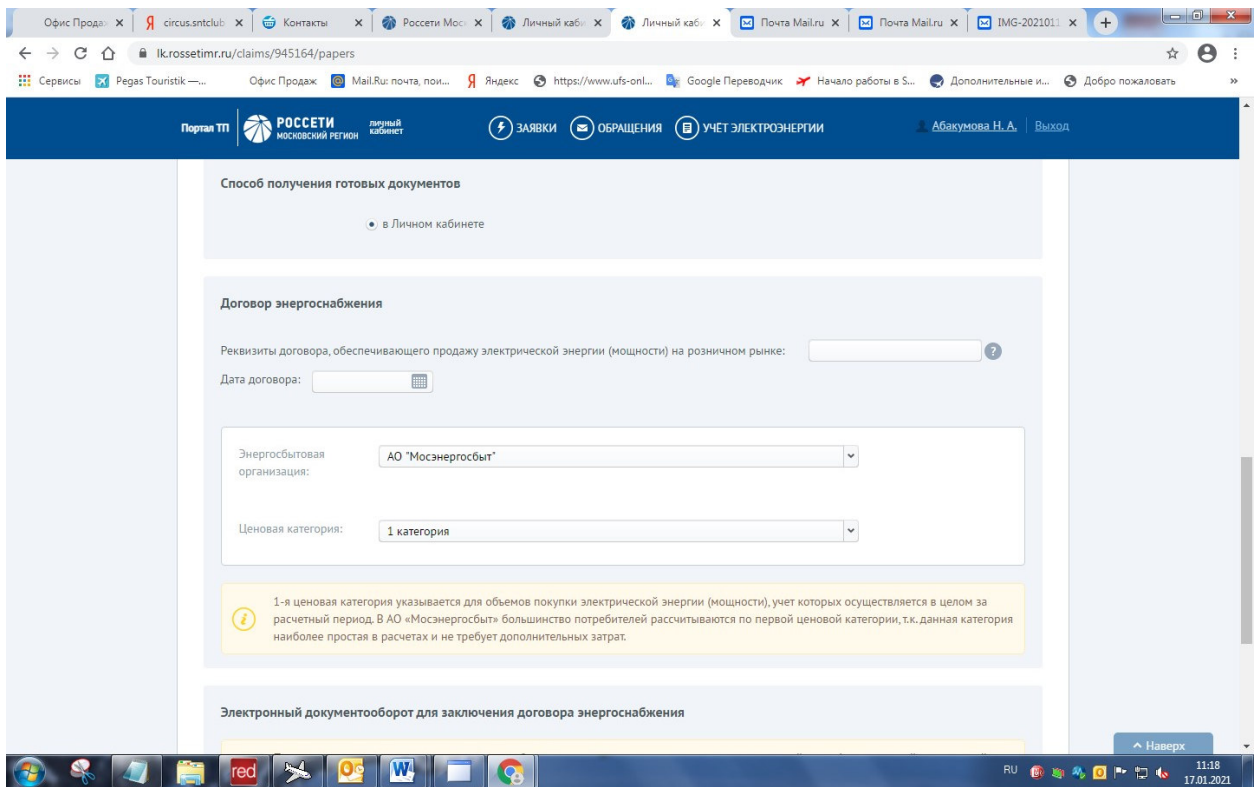 Офис Продаж
circus.sntclub
Контакты
Россети Моск
Личный каби
Личный каби
Почта Mail.ru
Почта Mail.ru
IMG-2021011
lk.rossetimr.ru/claims/945164/papers
Сервисы
Pegas Touristik —...
Офис Продаж
Mail.Ru: почта, пои...
Яндекс
https://www.ufs-onl...
Google Переводчик
Начало работы в S...
Дополнительные и...
Добро пожаловать
»
Портал ТП
РОССЕТИ
МОСКОВСКИЙ РЕГИОН
личный
кабинет
ЗАЯВКИ
ОБРАЩЕНИЯ
УЧЁТ ЭЛЕКТРОЭНЕРГИИ
Абакумова Н. А.
Выход
Способ получения готовых документов
в Личном кабинете
Договор энергоснабжения
Реквизиты договора, обеспечивающего продажу электрической энергии (мощности) на розничном рынке:
?
Дата договора:
Энергосбытовая
организация:
АО "Мосэнергосбыт"
Ценовая категория:
1 категория
1-я ценовая категория указывается для объемов покупки электрической энергии (мощности), учет которых осуществляется в целом за
расчетный период. В АО «Мосэнергосбыт» большинство потребителей рассчитываются по первой ценовой категории, т.к. данная категория
наиболее простая в расчетах и не требует дополнительных затрат.
Электронный документооборот для заключения договора энергоснабжения
Наверх
red
RU
11:18
17.01.2021